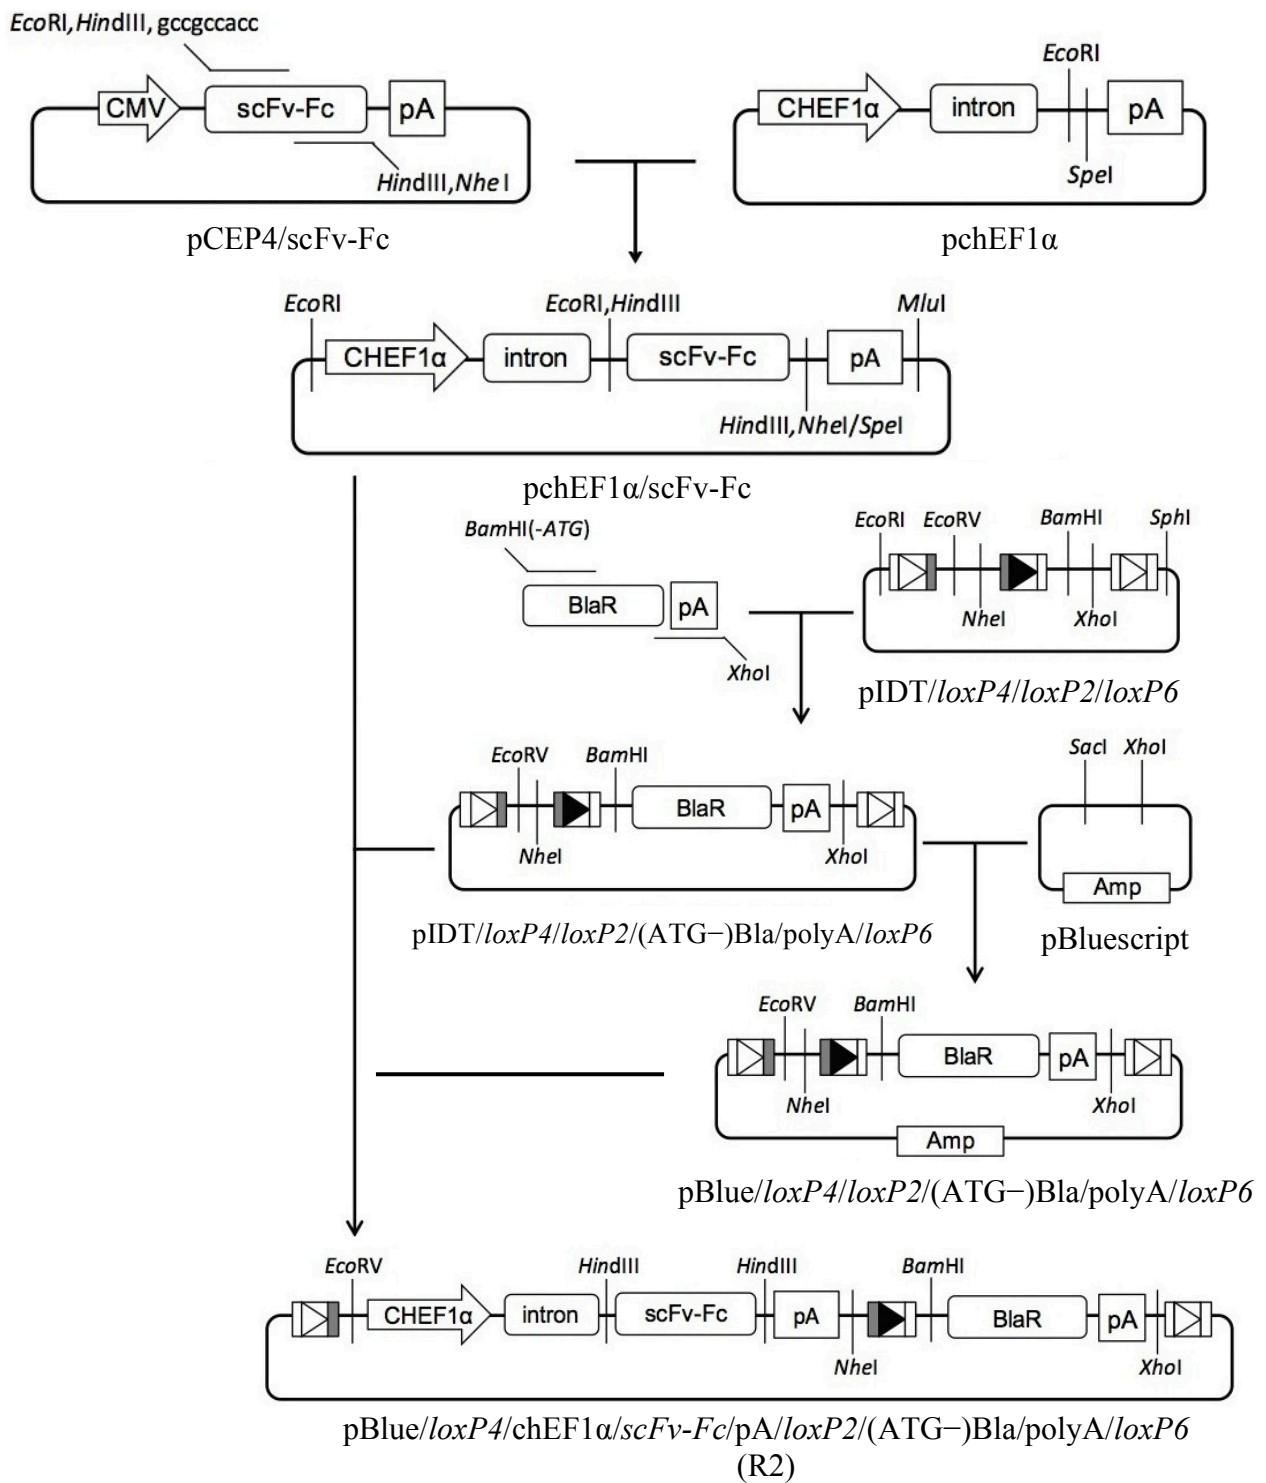 EcoRI,HindIII, gccgccacc
CMV
scFv-Fc
pA
HindIII,NheI
pCEP4/scFv-Fc
EcoRI
CHEF1α
intron
pA
SpeI
pchEF1α
EcoRI
EcoRI,HindIII
MluI
CHEF1α
intron
scFv-Fc
pA
HindIII,NheI/SpeI
pchEF1α/scFv-Fc
BamHI(-ATG)
BlaR
pA
XhoI
EcoRI
EcoRV
BamHI
SphI
NheI
XhoI
pIDT/loxP4/loxP2/loxP6
EcoRV
BamHI
BlaR
pA
NheI
XhoI
pIDT/loxP4/loxP2/(ATG−)Bla/polyA/loxP6
SacI
XhoI
Amp
pBluescript
EcoRV
BamHI
BlaR
pA
NheI
XhoI
Amp
pBlue/loxP4/loxP2/(ATG−)Bla/polyA/loxP6
EcoRV
HindIII
HindIII
BamHI
CHEF1α
intron
scFv-Fc
pA
BlaR
pA
NheI
XhoI
pBlue/loxP4/chEF1α/scFv-Fc/pA/loxP2/(ATG−)Bla/polyA/loxP6
(R2)